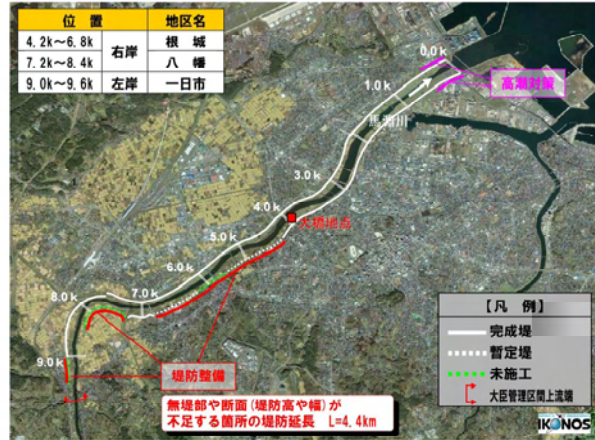 位 置 地区名
4.2k～6.8k 右岸 根 城
7.2k～8.4k 八 幡
9.0k～9.6k 左岸 一日市
0.0k
高潮対策
1.0k
馬淵川
3.0k
4.0k
大橋地点
5.0k
6.0k
7.0k
8.0k
9.0k
堤防整備
無堤部や断面(堤防高や幅)が
不足する箇所の堤防延長 L=4.4km
【凡 例】
完成堤
暫定堤
未施工
大臣管理区間上流端
IKONOS